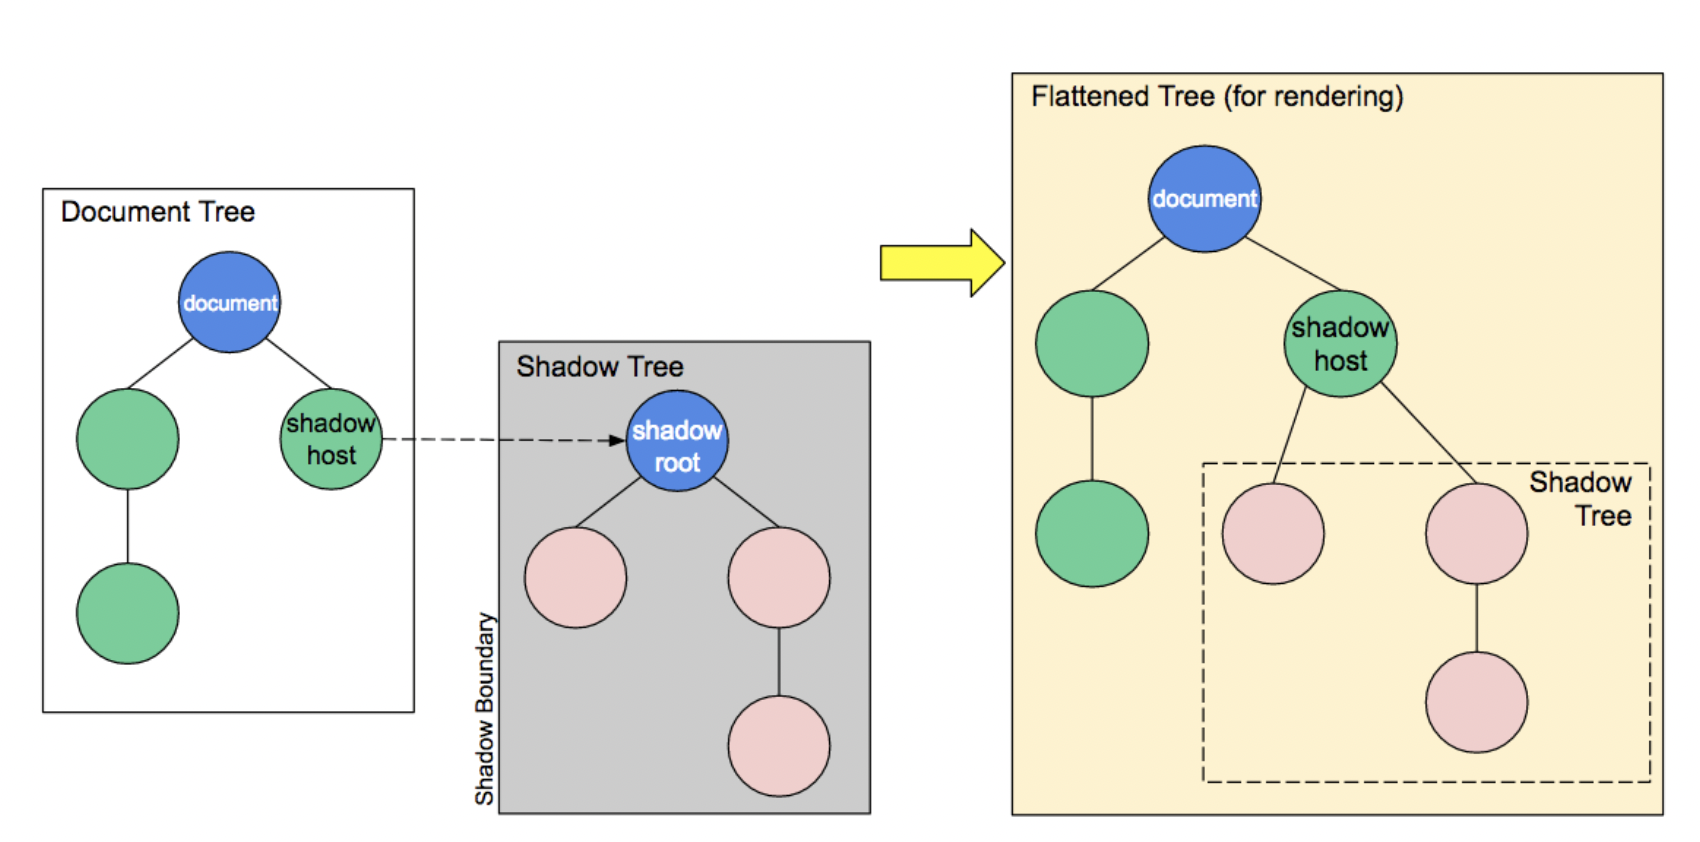 Document Tree
document
shadow
host
Shadow Tree
shadow
root
Shadow Boundary
Flattened Tree (for rendering)
document
shadow
host
Shadow
Tree